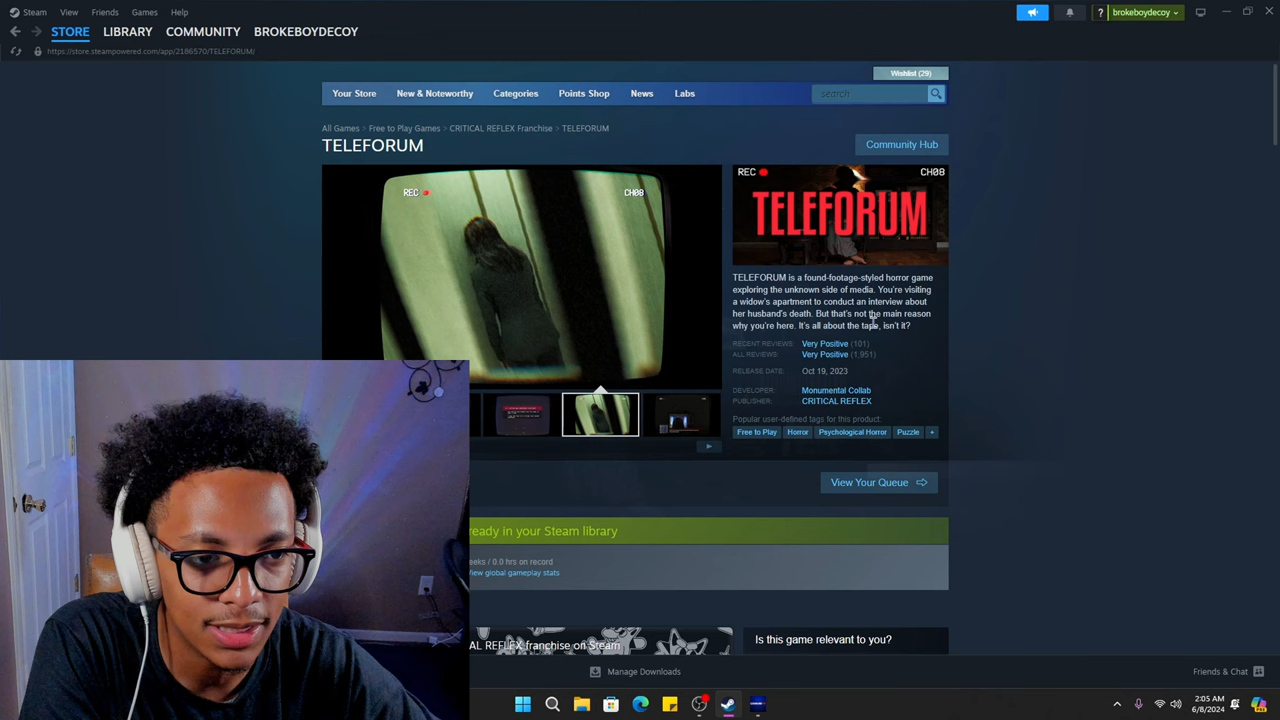 Steam View Friends Games Help
? brokeboydecoy
STORE LIBRARY COMMUNITY BROKEBOYDECOY
https://store.steampowered.com/app/2186570/TELEFORUM/
Wishlist (29)
Your Store New & Noteworthy Categories Points Shop News Labs
search
All Games > Free to Play Games > CRITICAL REFLEX Franchise > TELEFORUM
TELEFORUM
Community Hub
REC CH08
REC CH08
TELEFORUM
TELEFORUM is a found-footage-styled horror game
exploring the unknown side of media. You're visiting
a widow's apartment to conduct an interview about
her husband's death. But that's not the main reason
why you're here. It's all about the tape, isn't it?
RECENT REVIEWS: Very Positive (101)
ALL REVIEWS: Very Positive (1,951)
RELEASE DATE: Oct 19, 2023
DEVELOPER: Monumental Collab
PUBLISHER: CRITICAL REFLEX
Popular user-defined tags for this product:
Free to Play Horror Psychological Horror Puzzle +
View Your Queue
ready in your Steam library
eeks / 0.0 hrs on record
View global gameplay stats
AL REFLEX franchise on Steam
Is this game relevant to you?
Manage Downloads
Friends & Chat
2:05 AM
6/8/2024